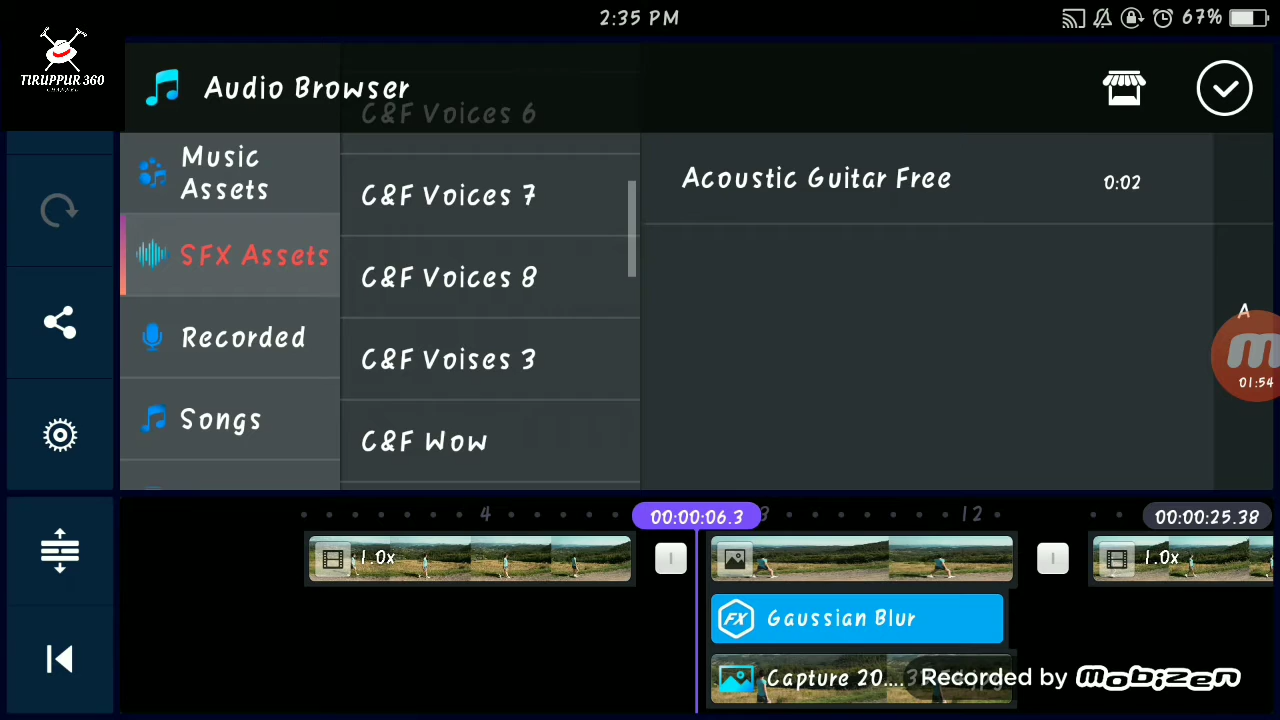 2:35 PM
67%
TIRUPPUR 360
CHANNEL
Audio Browser
C&F Voices 6
Music
Assets
C&F Voices 7
Acoustic Guitar Free
0:02
SFX Assets
C&F Voices 8
A
Recorded
C&F Voises 3
01:54
Songs
C&F Wow
4
00:00:06.3
12
00:00:25.38
1.0x
1.0x
FX
Gaussian Blur
Capture 20....
Recorded by mobizen